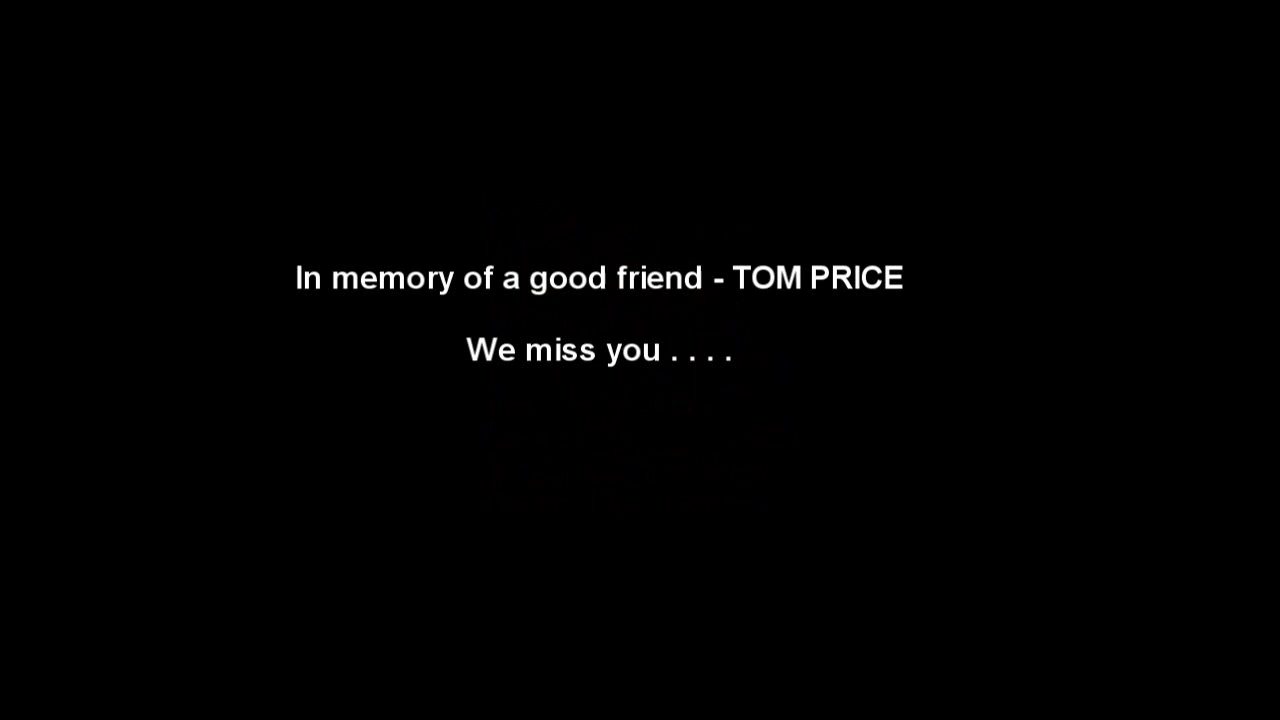 In memory of a good friend - TOM PRICE
We miss you . . . .